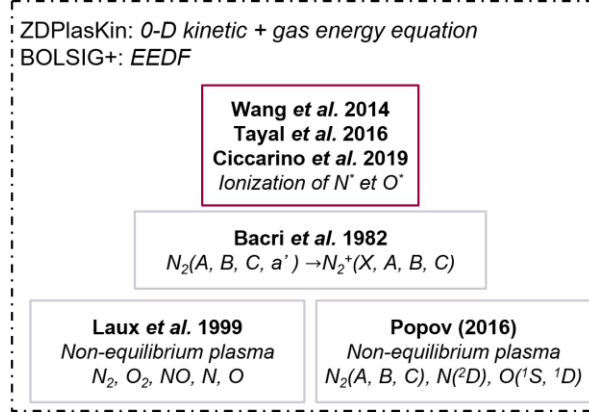 ZDPlasKin: 0-D kinetic + gas energy equation
BOLSIG+: EEDF
Wang et al. 2014
Tayal et al. 2016
Ciccarino et al. 2019
Ionization of N* et O*
Bacri et al. 1982
N₂(A, B, C, a’ ) →N₂⁺(X, A, B, C)
Laux et al. 1999
Non-equilibrium plasma
N₂, O₂, NO, N, O
Popov (2016)
Non-equilibrium plasma
N₂(A, B, C), N(²D), O(¹S, ¹D)